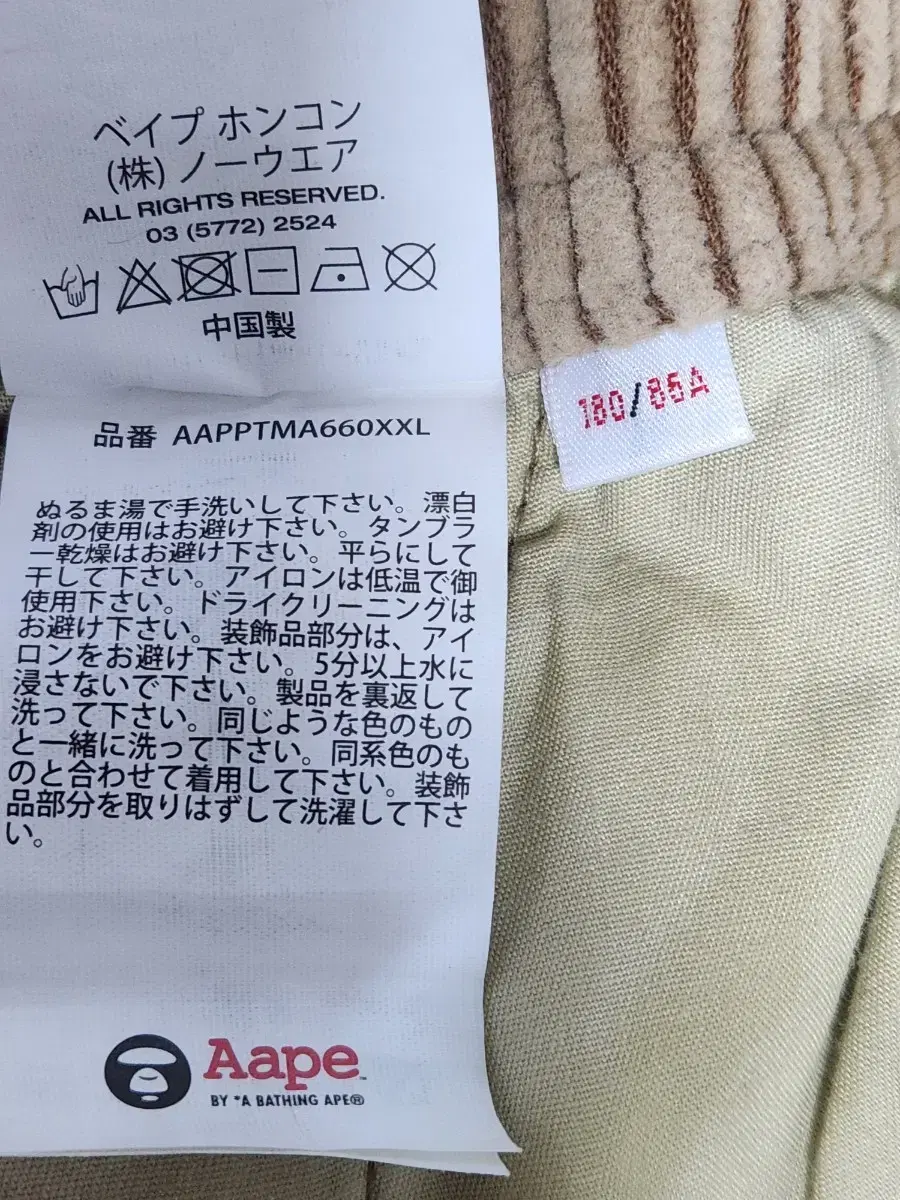 ベイプ ホンコン
(株) ノーウエア
ALL RIGHTS RESERVED.
03 (5772) 2524
中国製
180/86A
品番 AAPPTMA660XXL
ぬるま湯で手洗いして下さい。漂白
剤の使用はお避け下さい。タンブラ
ー乾燥はお避け下さい。平らにして
干して下さい。アイロンは低温で御
使用下さい。ドライクリーニングは
お避け下さい。装飾品部分は、アイ
ロンをお避け下さい。5分以上水に
浸さないで下さい。製品を裏返して
洗って下さい。同じような色のもの
と一緒に洗って下さい。同系色のも
のと合わせて着用して下さい。装飾
品部分を取りはずして洗濯して下さ
い。
Aape™
BY *A BATHING APE®